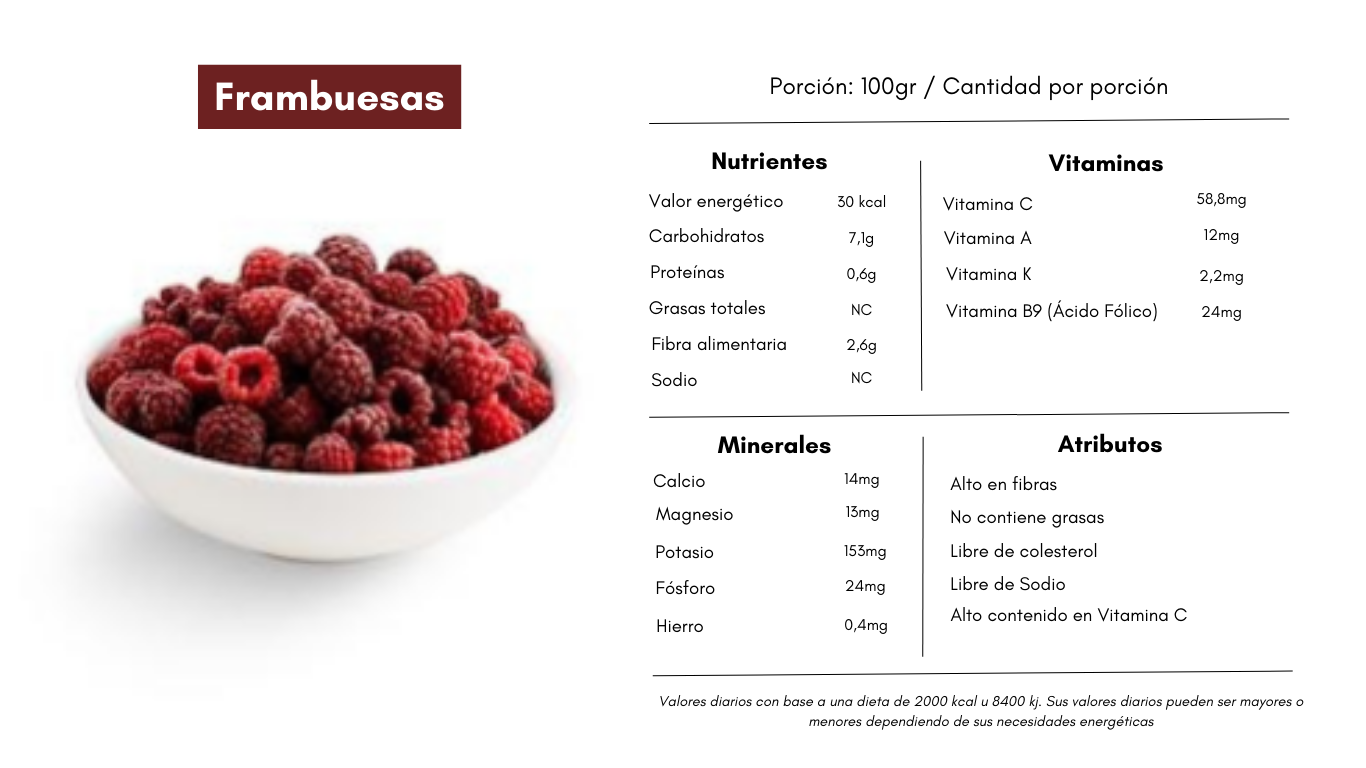 Frambuesas
Porción: 100gr / Cantidad por porción
Nutrientes
Valor energético 30 kcal
Carbohidratos 7,1g
Proteínas 0,6g
Grasas totales NC
Fibra alimentaria 2,6g
Sodio NC
Vitaminas
Vitamina C 58,8mg
Vitamina A 12mg
Vitamina K 2,2mg
Vitamina B9 (Ácido Fólico) 24mg
Minerales
Calcio 14mg
Magnesio 13mg
Potasio 153mg
Fósforo 24mg
Hierro 0,4mg
Atributos
Alto en fibras
No contiene grasas
Libre de colesterol
Libre de Sodio
Alto contenido en Vitamina C
Valores diarios con base a una dieta de 2000 kcal u 8400 kj. Sus valores diarios pueden ser mayores o
menores dependiendo de sus necesidades energéticas